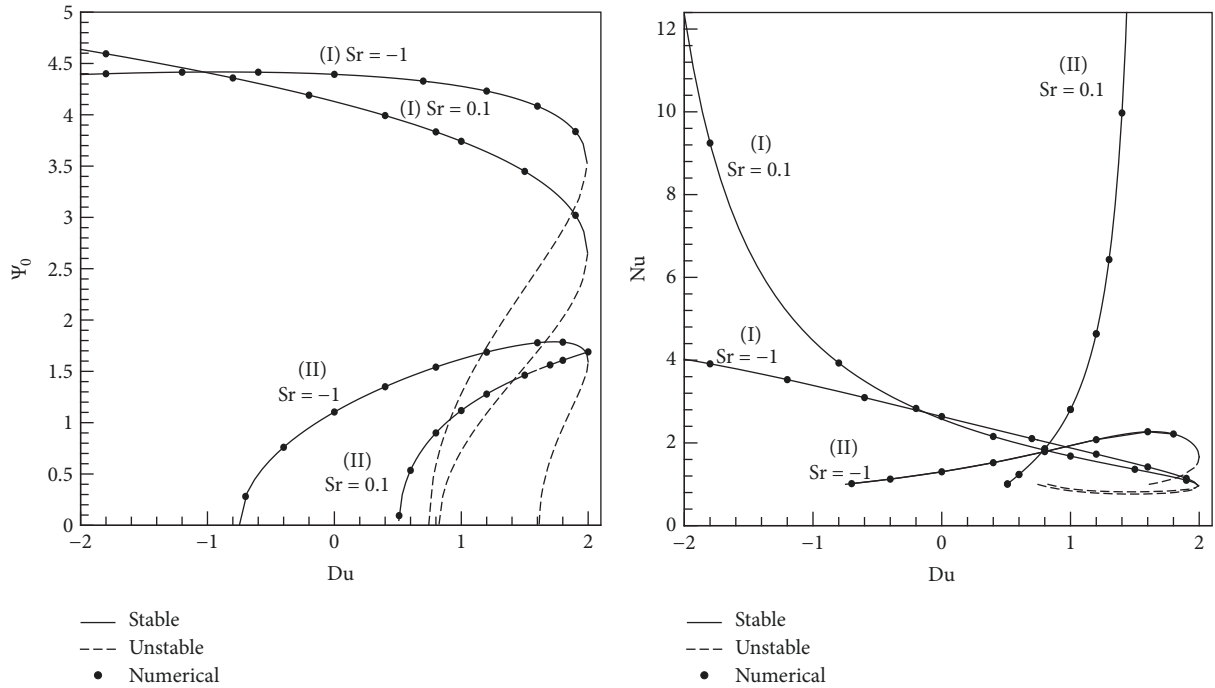 5
4.5
4
3.5
3
2.5
2
1.5
1
0.5
0
Ψ0
(I) Sr = −1
(I) Sr = 0.1
(II)
Sr = −1
(II)
Sr = 0.1
−2
−1
0
1
2
Du
Stable
Unstable
Numerical
12
10
8
6
4
2
0
Nu
(I)
Sr = 0.1
(II)
Sr = 0.1
(I)
Sr = −1
(II)
Sr = −1
−2
−1
0
1
2
Du
Stable
Unstable
Numerical